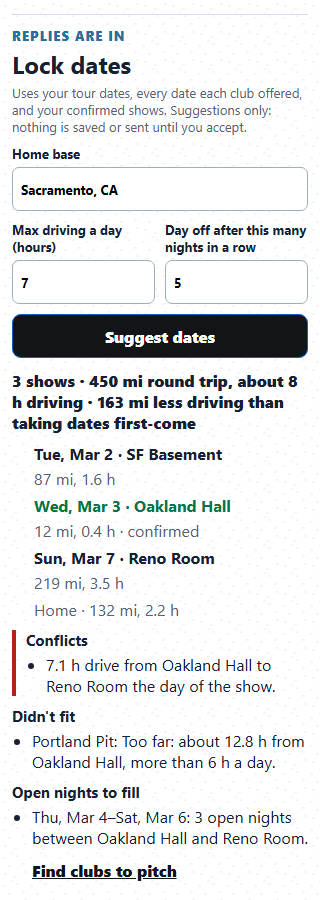 REPLIES ARE IN
Lock dates
Uses your tour dates, every date each club offered,
and your confirmed shows. Suggestions only:
nothing is saved or sent until you accept.
Home base
Sacramento, CA
Max driving a day
(hours)
7
Day off after this many
nights in a row
5
Suggest dates
3 shows · 450 mi round trip, about 8
h driving · 163 mi less driving than
taking dates first-come
Tue, Mar 2 · SF Basement
87 mi, 1.6 h
Wed, Mar 3 · Oakland Hall
12 mi, 0.4 h · confirmed
Sun, Mar 7 · Reno Room
219 mi, 3.5 h
Home · 132 mi, 2.2 h
Conflicts
• 7.1 h drive from Oakland Hall to
Reno Room the day of the show.
Didn't fit
• Portland Pit: Too far: about 12.8 h from
Oakland Hall, more than 6 h a day.
Open nights to fill
• Thu, Mar 4–Sat, Mar 6: 3 open nights
between Oakland Hall and Reno Room.
Find clubs to pitch